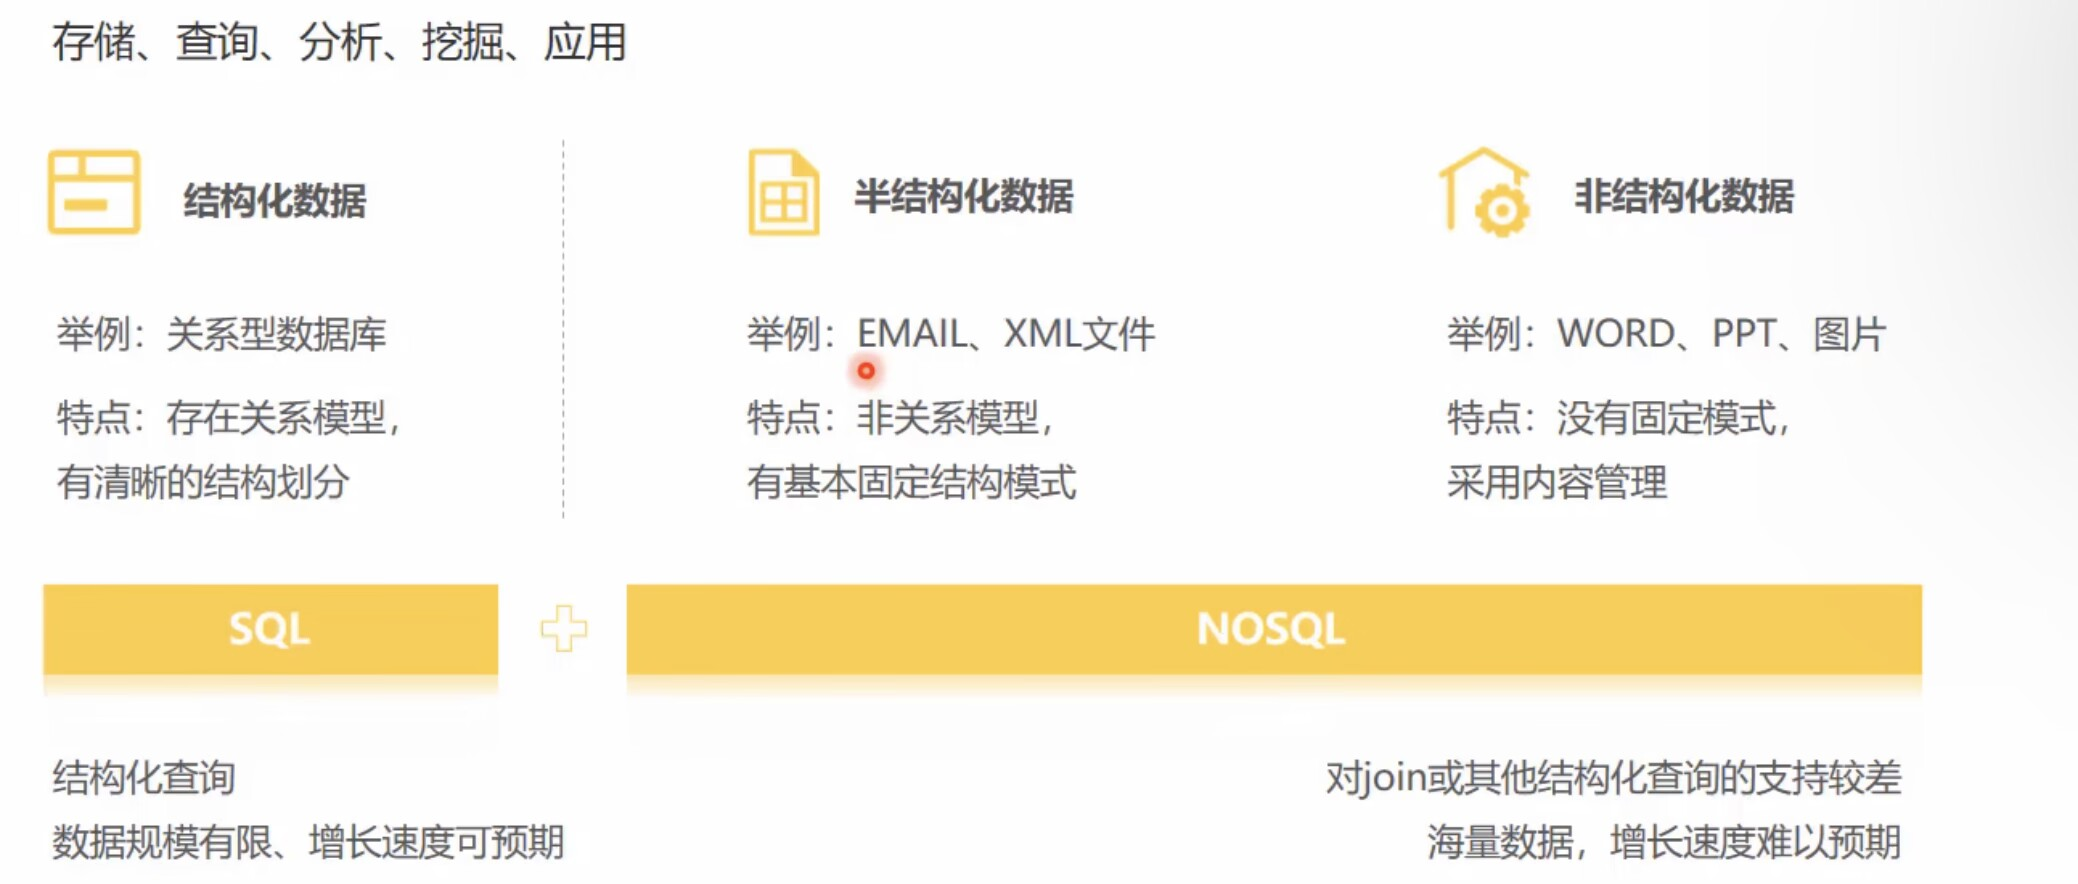 存储、查询、分析、挖掘、应用
结构化数据
举例：关系型数据库
特点：存在关系模型，
有清晰的结构划分
半结构化数据
举例：EMAIL、XML文件
特点：非关系模型，
有基本固定结构模式
非结构化数据
举例：WORD、PPT、图片
特点：没有固定模式，
采用内容管理
SQL
NOSQL
结构化查询
数据规模有限、增长速度可预期
对join或其他结构化查询的支持较差
海量数据，增长速度难以预期